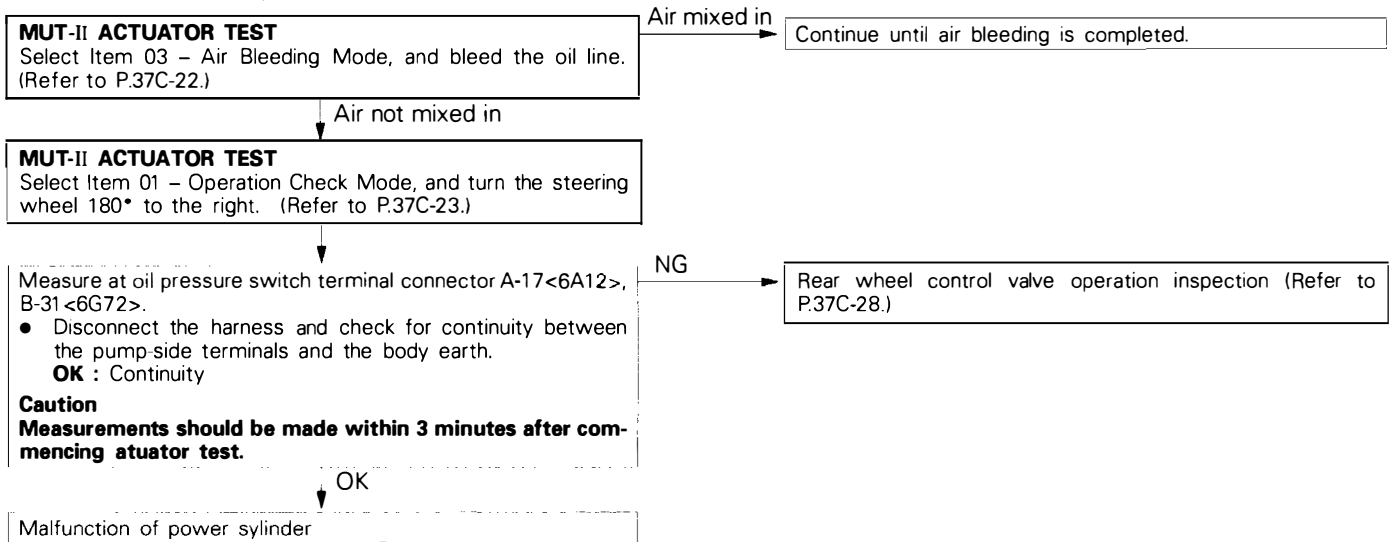 MUT-II ACTUATOR TEST
Select Item 03 – Air Bleeding Mode, and bleed the oil line.
(Refer to P.37C-22.)
Air mixed in
Continue until air bleeding is completed.
Air not mixed in
MUT-II ACTUATOR TEST
Select Item 01 – Operation Check Mode, and turn the steering
wheel 180° to the right. (Refer to P.37C-23.)
Measure at oil pressure switch terminal connector A-17<6A12>,
B-31<6G72>.
● Disconnect the harness and check for continuity between
the pump-side terminals and the body earth.
OK : Continuity
Caution
Measurements should be made within 3 minutes after com-
mencing atuator test.
NG
Rear wheel control valve operation inspection (Refer to
P.37C-28.)
OK
Malfunction of power sylinder